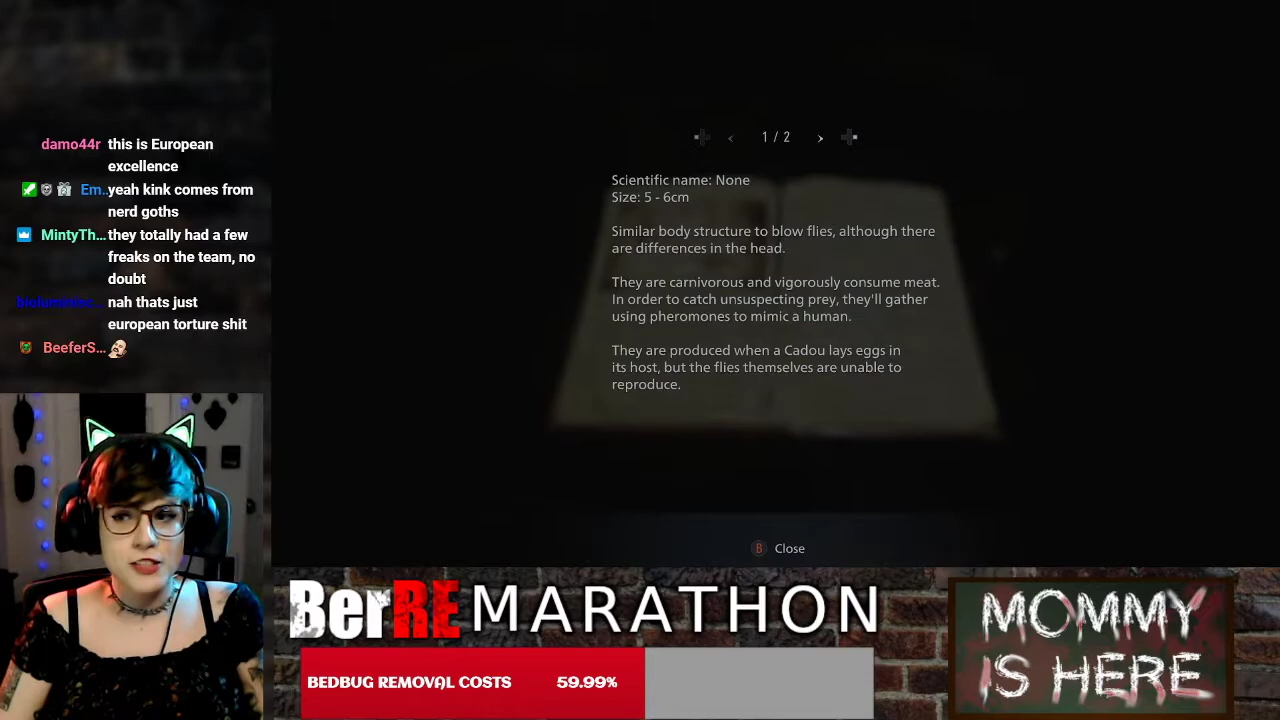 damo44r this is European
excellence
Em.. yeah kink comes from
nerd goths
MintyTh... they totally had a few
freaks on the team, no
doubt
nah thats just
european torture shit
BeeferS...
1 / 2
Scientific name: None
Size: 5 - 6cm
Similar body structure to blow flies, although there
are differences in the head.
They are carnivorous and vigorously consume meat.
In order to catch unsuspecting prey, they'll gather
using pheromones to mimic a human.
They are produced when a Cadou lays eggs in
its host, but the flies themselves are unable to
reproduce.
B Close
BerRE MARATHON
BEDBUG REMOVAL COSTS 59.99%
MOMMY
IS HERE